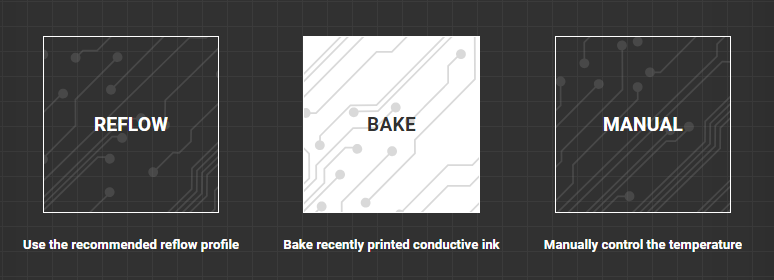 REFLOW
BAKE
MANUAL
Use the recommended reflow profile
Bake recently printed conductive ink
Manually control the temperature